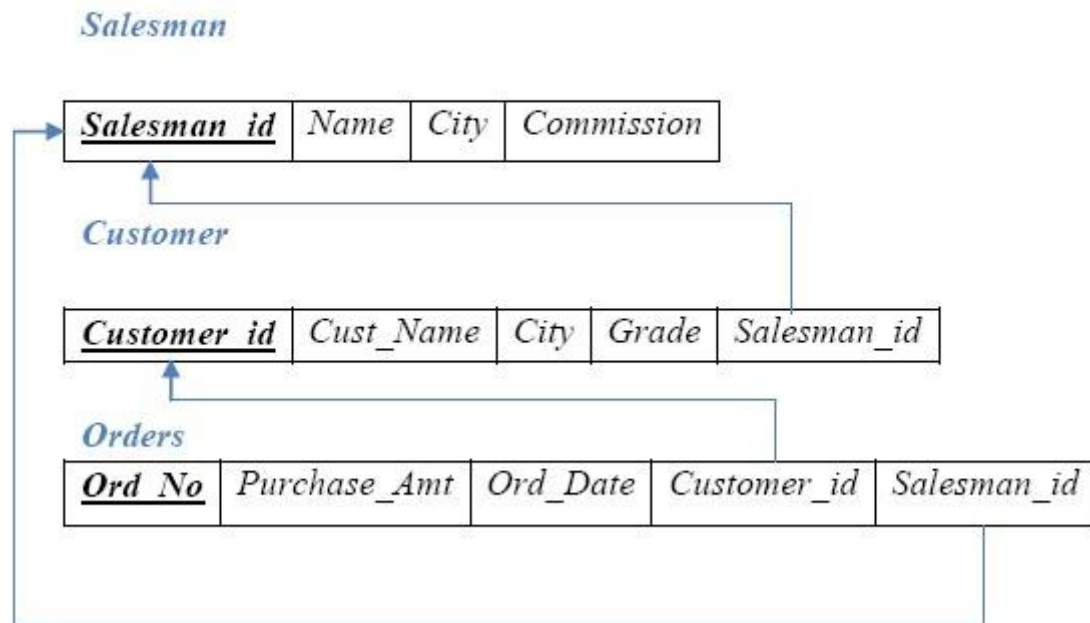 Salesman
Salesman_id Name City Commission
Customer
Customer_id Cust_Name City Grade Salesman_id
Orders
Ord_No Purchase_Amt Ord_Date Customer_id Salesman_id